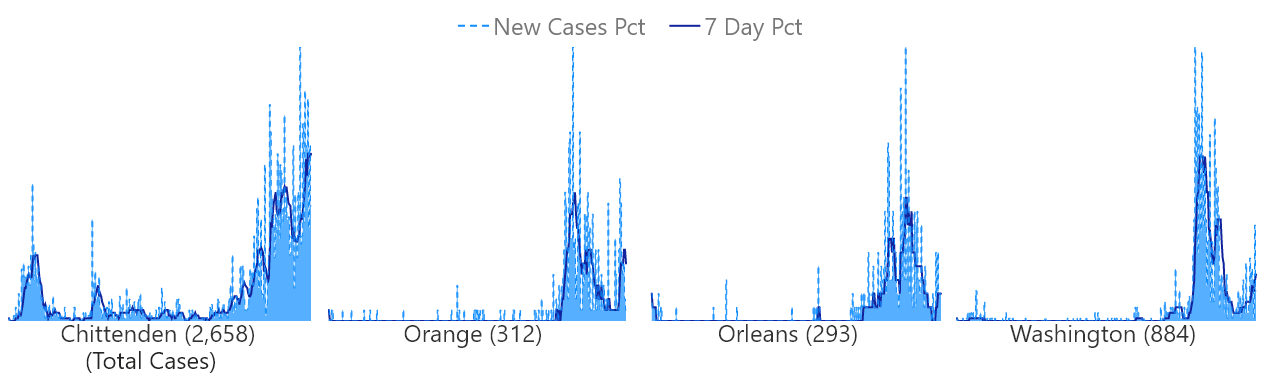 New Cases Pct 7 Day Pct
Chittenden (2,658) Orange (312) Orleans (293) Washington (884)
(Total Cases)